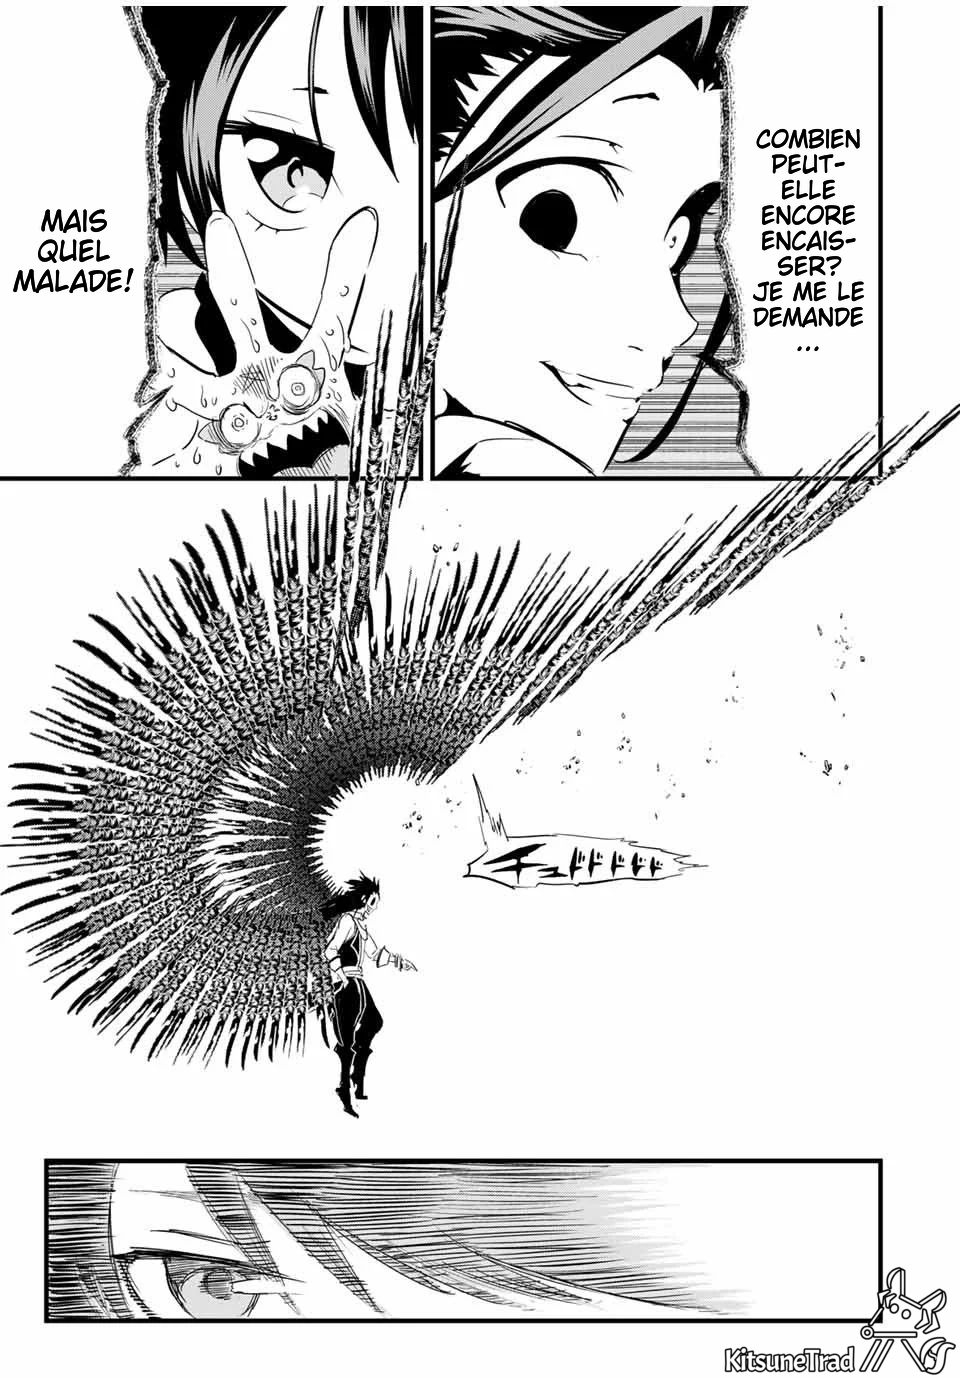 COMBIEN
PEUT-
ELLE
ENCORE
ENCAIS-
SER?
JE ME LE
DEMANDE
...
MAIS
QUEL
MALADE!
チュドドドドド
KitsuneTrad